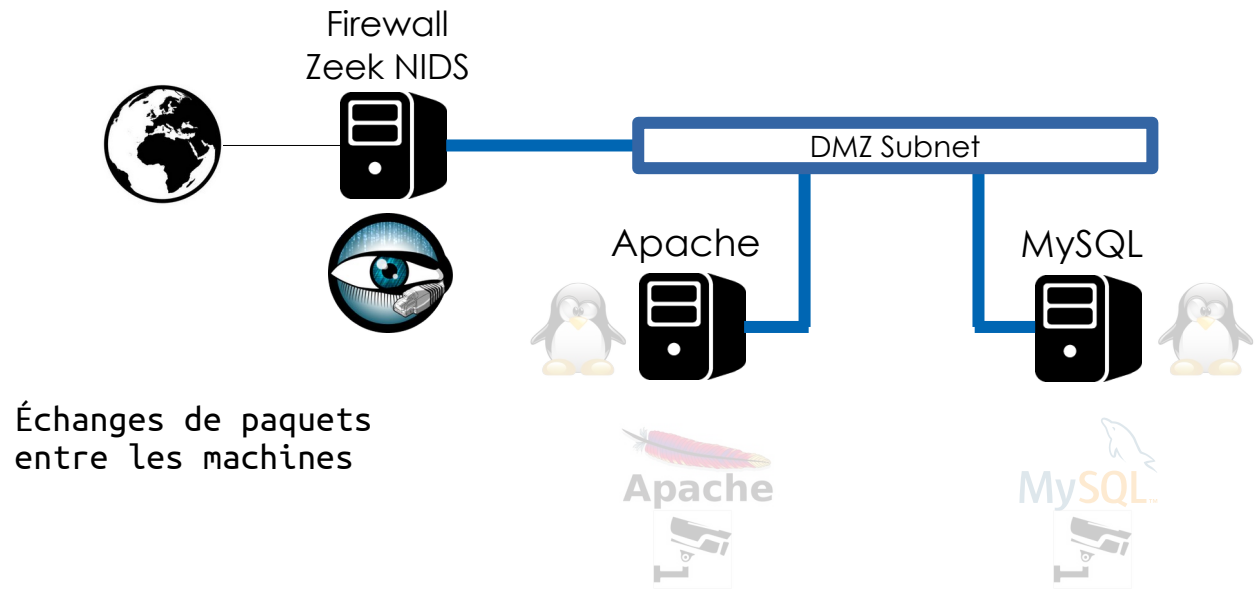 Firewall
Zeek NIDS
DMZ Subnet
Apache
MySQL
Échanges de paquets
entre les machines
Apache
MySQL